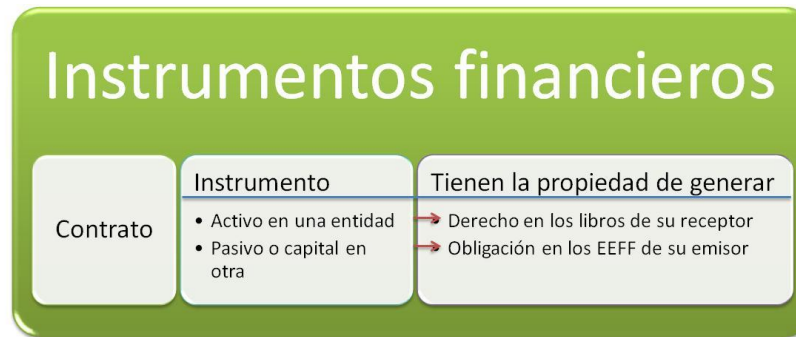 Instrumentos financieros
Contrato
Instrumento
• Activo en una entidad
• Pasivo o capital en
otra
Tienen la propiedad de generar
• Derecho en los libros de su receptor
• Obligación en los EEFF de su emisor